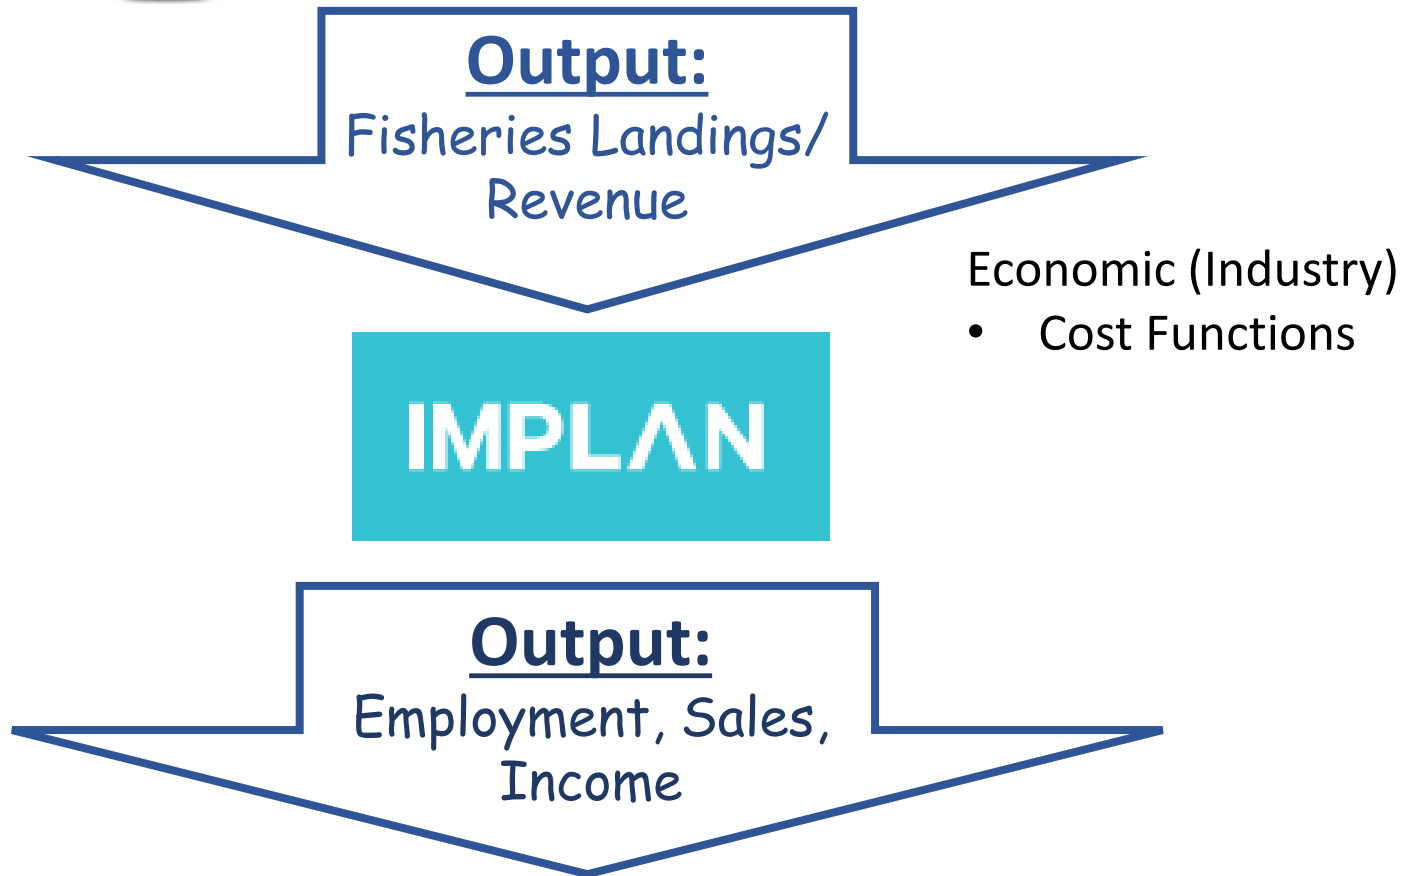 Output:
Fisheries Landings/
Revenue
Economic (Industry)
• Cost Functions
IMPLAN
Output:
Employment, Sales,
Income